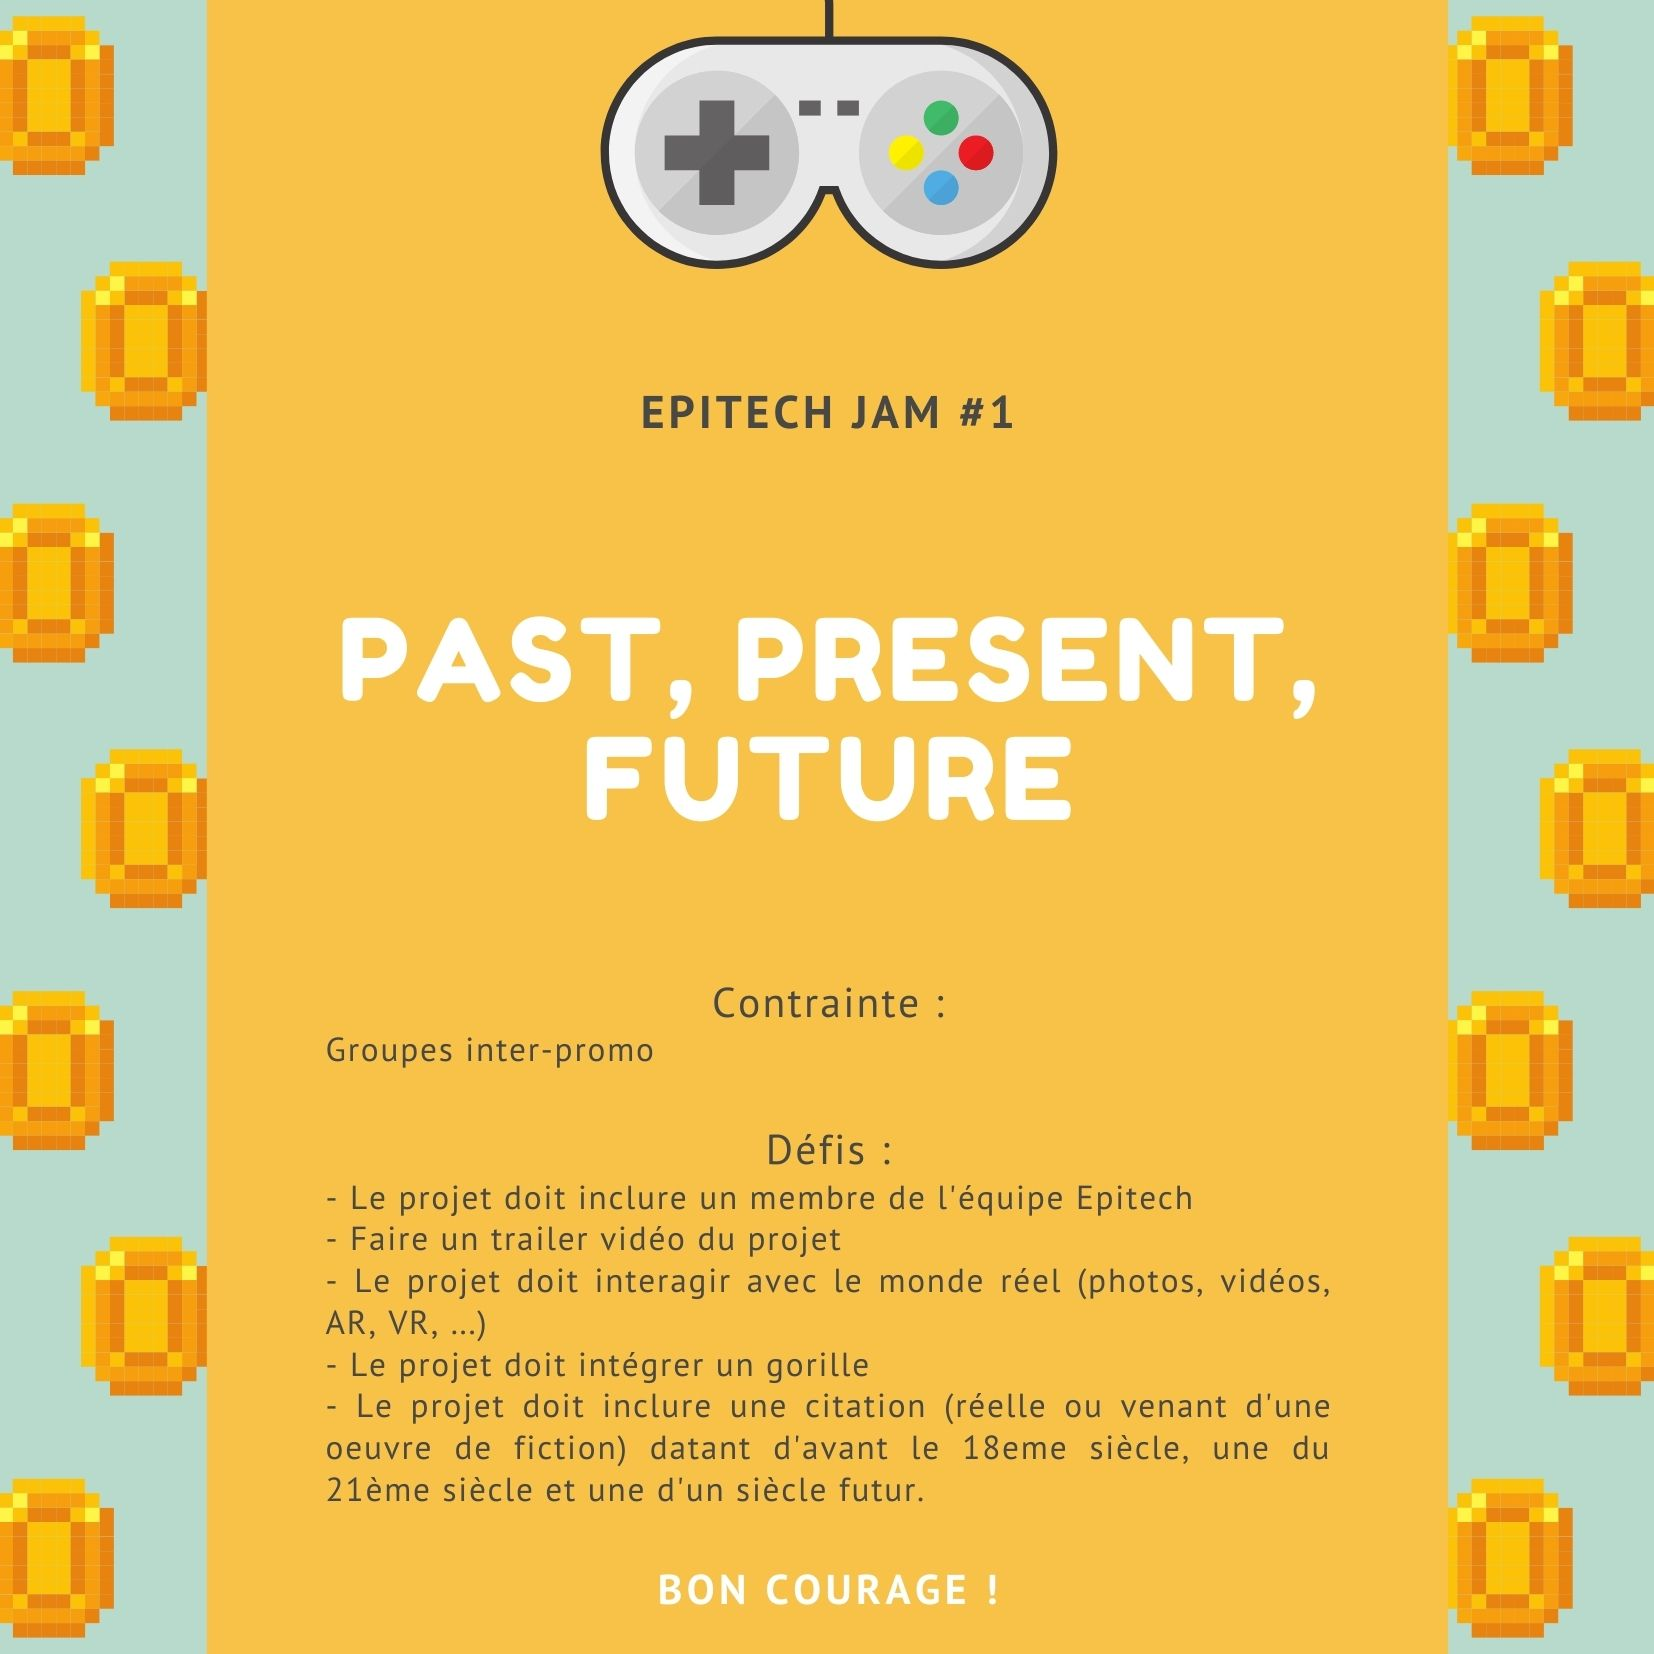 EPITECH JAM #1
PAST, PRESENT,
FUTURE
Contrainte :
Groupes inter-promo
Défis :
- Le projet doit inclure un membre de l'équipe Epitech
- Faire un trailer vidéo du projet
- Le projet doit interagir avec le monde réel (photos, vidéos,
AR, VR, ...)
- Le projet doit intégrer un gorille
- Le projet doit inclure une citation (réelle ou venant d'une
oeuvre de fiction) datant d'avant le 18eme siècle, une du
21ème siècle et une d'un siècle futur.
BON COURAGE !